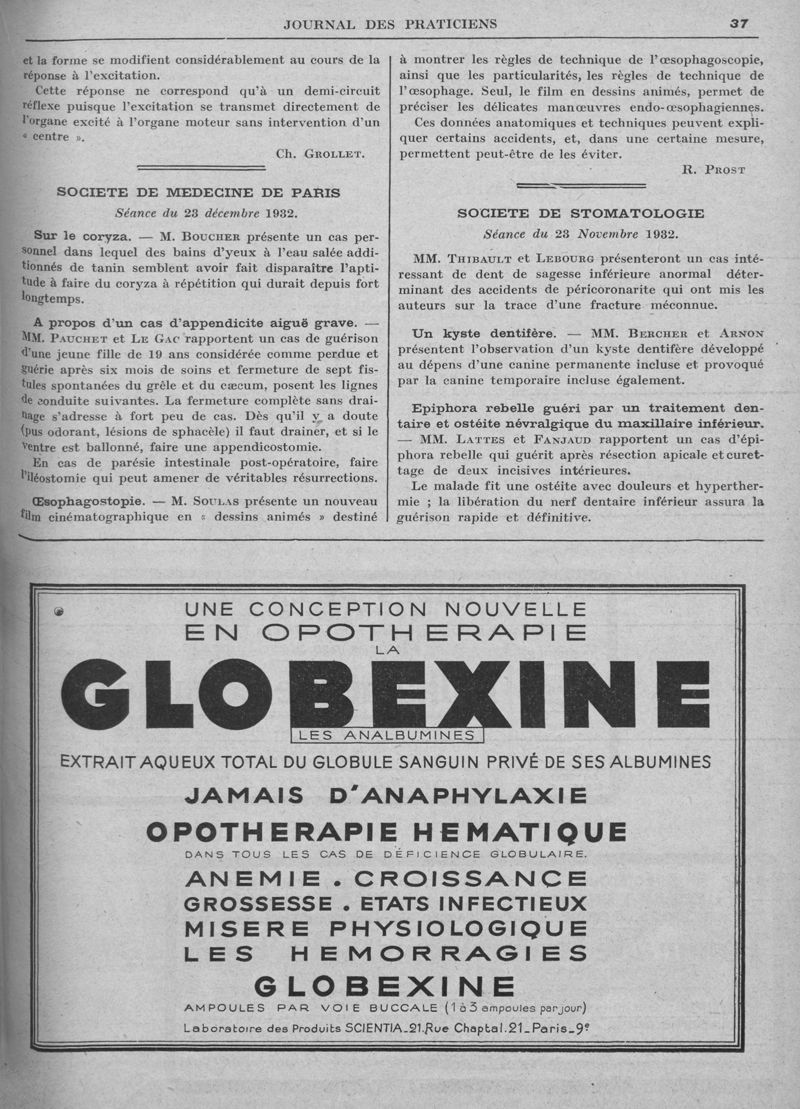 JOURNAL DES PRATICIENS
37
et la forme se modifient considérablement au cours de la
réponse à l'excitation.
Cette réponse ne correspond qu'à un demi-circuit
réflexe puisque l'excitation se transmet directement de
l'organe excité à l'organe moteur sans intervention d'un
« centre ».
Ch. GROLLET.
SOCIETE DE MEDECINE DE PARIS
Séance du 23 décembre 1932.
Sur le coryza. — M. BOUCHER présente un cas per-
sonnel dans lequel des bains d'yeux à l'eau salée addi-
tionnés de tanin semblent avoir fait disparaître l'apti-
tude à faire du coryza à répétition qui durait depuis fort
longtemps.
A propos d'un cas d'appendicite aiguë grave. —
MM. PAUCHET et LE GAC rapportent un cas de guérison
d'une jeune fille de 19 ans considérée comme perdue et
guérie après six mois de soins et fermeture de sept fis-
tules spontanées du grêle et du cæcum, posent les lignes
de conduite suivantes. La fermeture complète sans drai-
nage s'adresse à fort peu de cas. Dès qu'il y a doute
(pus odorant, lésions de sphacèle) il faut drainer, et si le
ventre est ballonné, faire une appendicostomie.
En cas de parésie intestinale post-opératoire, faire
l'iléostomie qui peut amener de véritables résurrections.
Œsophagostopie. — M. SOULAS présente un nouveau
film cinématographique en « dessins animés » destiné
à montrer les règles de technique de l'œsophagoscopie,
ainsi que les particularités, les règles de technique de
l'œsophage. Seul, le film en dessins animés, permet de
préciser les délicates manœuvres endo-œsophagiennes.
Ces données anatomiques et techniques peuvent expli-
quer certains accidents, et, dans une certaine mesure,
permettent peut-être de les éviter.
R. PROST
SOCIETE DE STOMATOLOGIE
Séance du 23 Novembre 1932.
MM. THIBAULT et LEBOURG présenteront un cas inté-
ressant de dent de sagesse inférieure anormal déter-
minant des accidents de péricoronarite qui ont mis les
auteurs sur la trace d'une fracture méconnue.
Un kyste dentifère. — MM. BERCHER et ARNON
présentent l'observation d'un kyste dentifère développé
au dépens d'une canine permanente incluse et provoqué
par la canine temporaire incluse également.
Epiphora rebelle guéri par un traitement den-
taire et ostéite névralgique du maxillaire inférieur.
— MM. LATTES et FANJAUD rapportent un cas d'épi-
phora rebelle qui guérit après résection apicale et curet-
tage de deux incisives intérieures.
Le malade fit une ostéite avec douleurs et hyperther-
mie ; la libération du nerf dentaire inférieur assura la
guérison rapide et définitive.
UNE CONCEPTION NOUVELLE
EN OPOTHERAPIE
LA
GLOBEXINE
LES ANALBUMINES
EXTRAIT AQUEUX TOTAL DU GLOBULE SANGUIN PRIVÉ DE SES ALBUMINES
JAMAIS D'ANAPHYLAXIE
OPOTHERAPIE HEMATIQUE
DANS TOUS LES CAS DE DÉFICIENCE GLOBULAIRE.
ANEMIE . CROISSANCE
GROSSESSE . ETATS INFECTIEUX
MISERE PHYSIOLOGIQUE
LES HEMORRAGIES
GLOBEXINE
AMPOULES PAR VOIE BUCCALE (1 à 3 ampoules par jour)
Laboratoire des Produits SCIENTIA_21.Rue Chaptal.21_Paris_9e